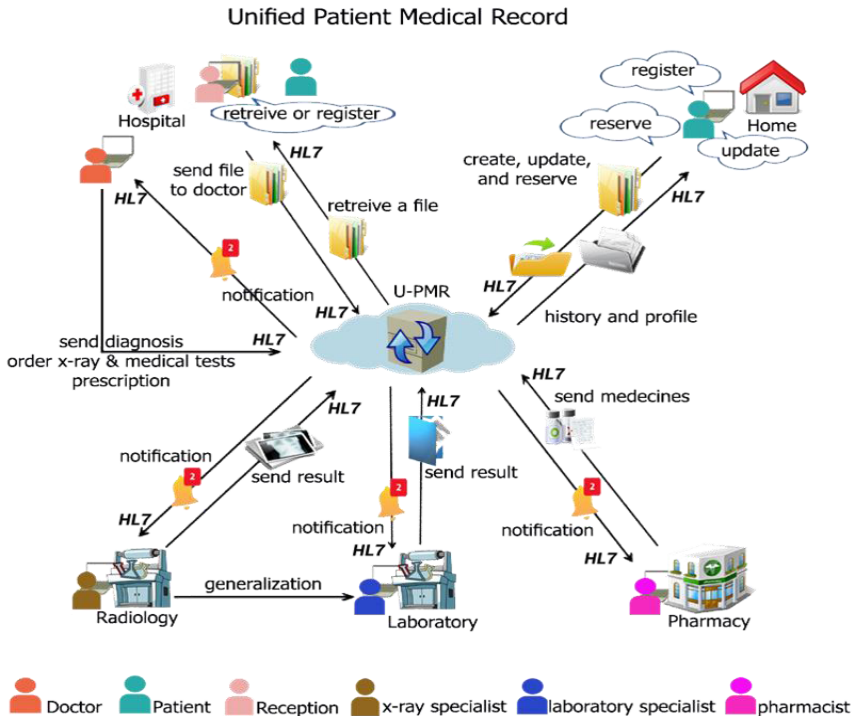 Unified Patient Medical Record
Hospital
retreive or register
register
reserve
Home
update
HL7
send file
to doctor
HL7
retreive a file
create, update,
and reserve
HL7
2
notification
HL7
HL7
U-PMR
history and profile
send diagnosis
order x-ray & medical tests
prescription
HL7
HL7
HL7
HL7
send medecines
notification
2
send result
send result
2
notification
2
notification
HL7
HL7
HL7
generalization
Radiology
Laboratory
Pharmacy
Doctor
Patient
Reception
x-ray specialist
laboratory specialist
pharmacist